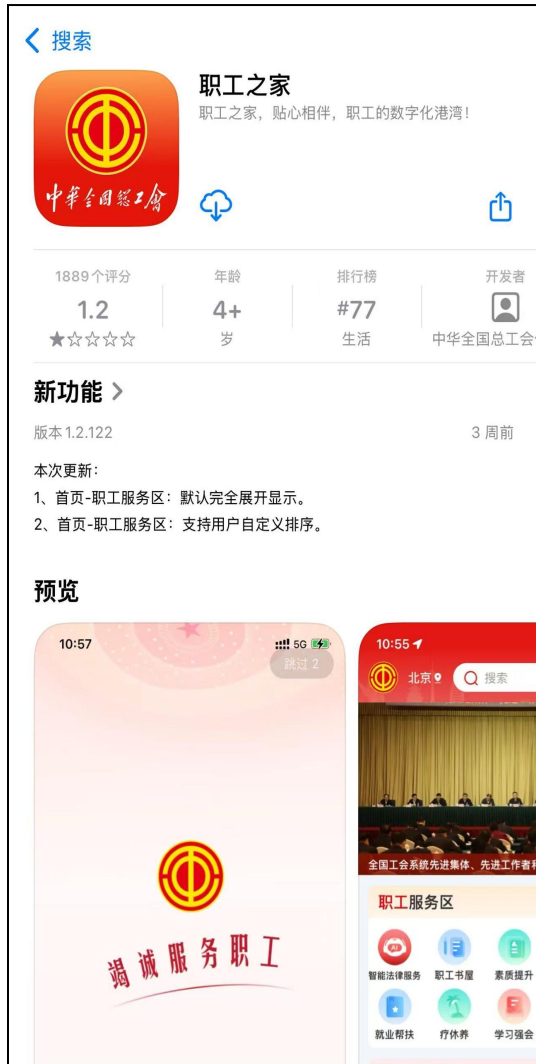 搜索
职工之家
职工之家，贴心相伴，职工的数字化港湾！
中华全国总工会
1889个评分
年龄
排行榜
开发者
1.2
4+
#77
★☆☆☆☆
岁
生活
中华全国总工会
新功能
版本 1.2.122
3 周前
本次更新：
1、首页-职工服务区：默认完全展开显示。
2、首页-职工服务区：支持用户自定义排序。
预览
10:57
5G
跳过 2
竭诚服务职工
10:55
北京
搜索
全国工会系统先进集体、先进工作者
职工服务区
AI
智能法律服务
职工书屋
素质提升
就业帮扶
疗休养
学习强会